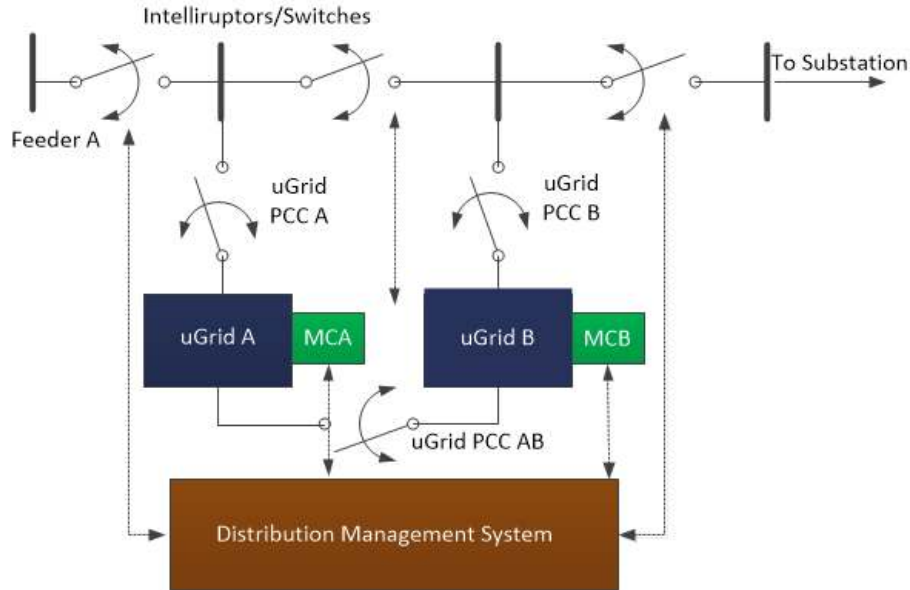 Intelliruptors/Switches
To Substation
Feeder A
uGrid
PCC A
uGrid
PCC B
uGrid A
MCA
uGrid B
MCB
uGrid PCC AB
Distribution Management System